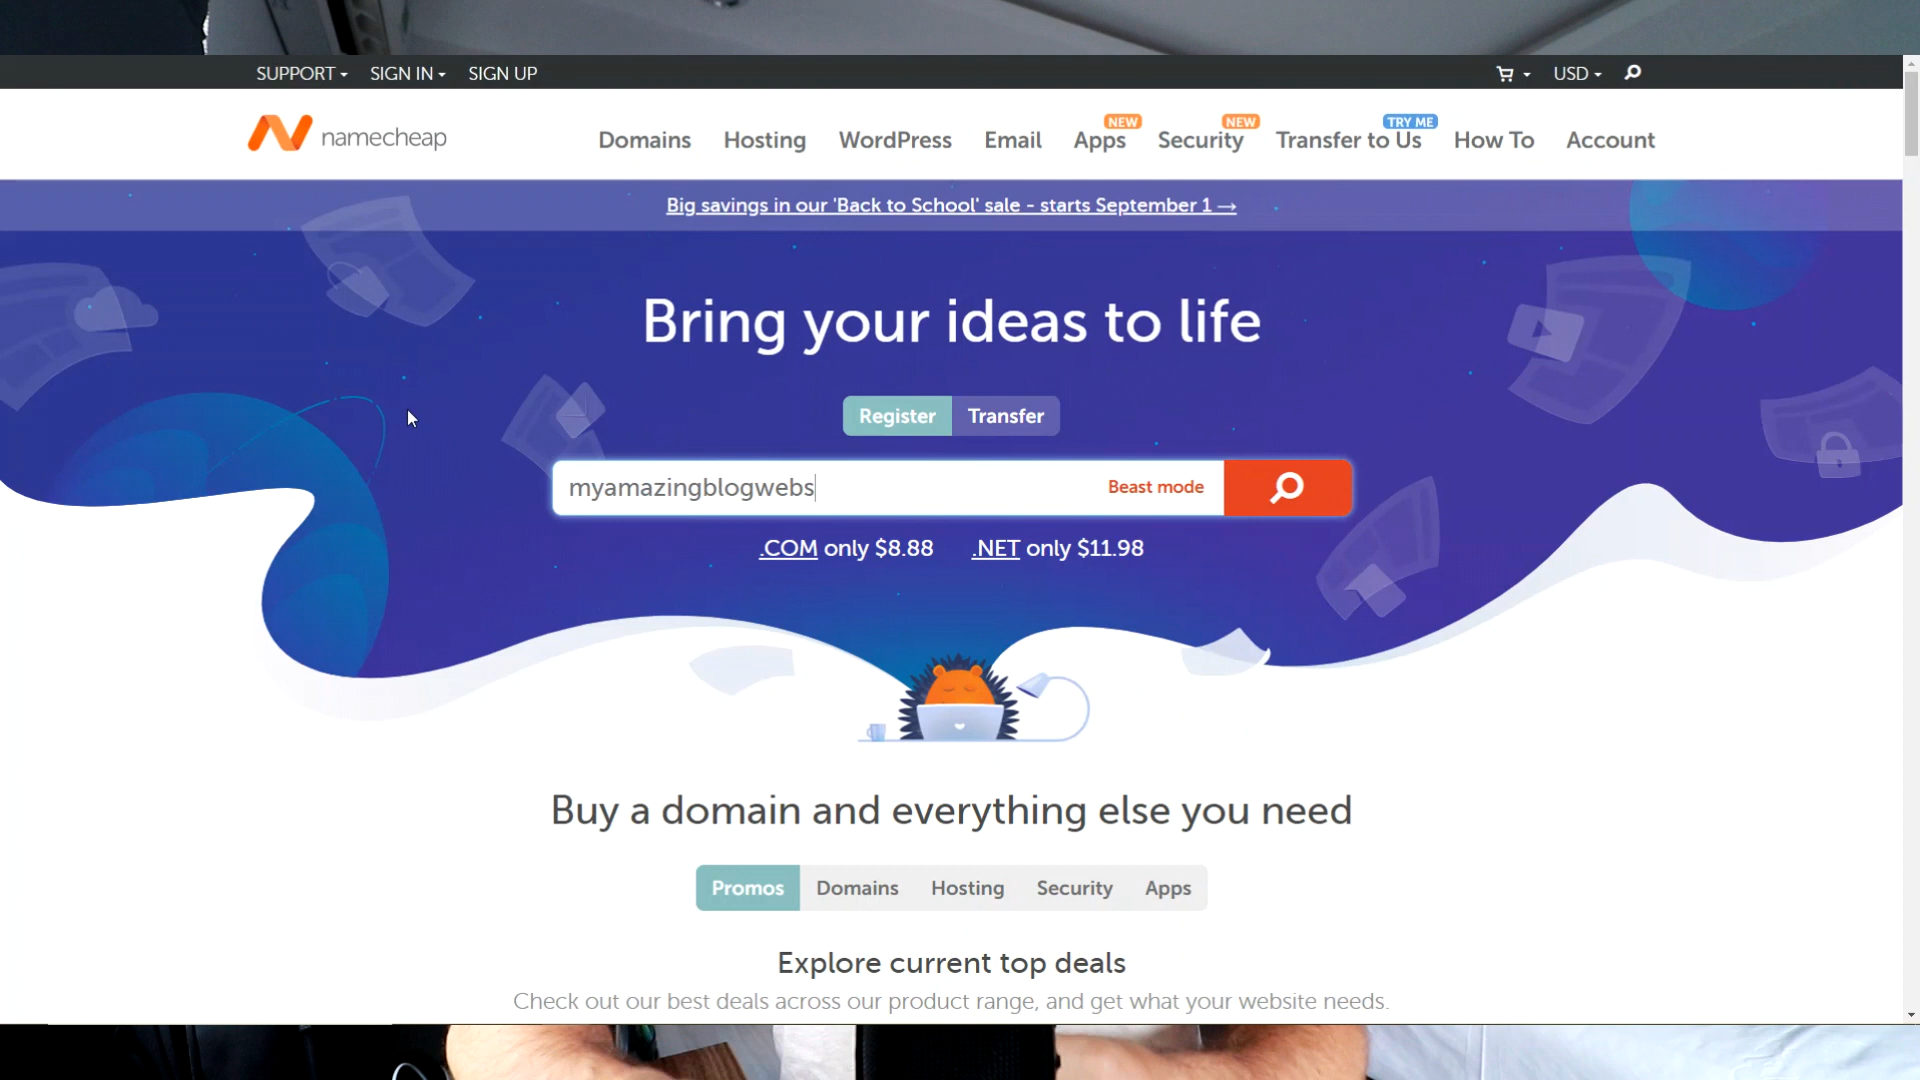 SUPPORT SIGN IN SIGN UP USD
namecheap
Domains Hosting WordPress Email Apps NEW Security NEW Transfer to Us TRY ME How To Account
Big savings in our 'Back to School' sale - starts September 1 →
Bring your ideas to life
Register Transfer
myamazingblogwebs Beast mode
.COM only $8.88 .NET only $11.98
Buy a domain and everything else you need
Promos Domains Hosting Security Apps
Explore current top deals
Check out our best deals across our product range, and get what your website needs.